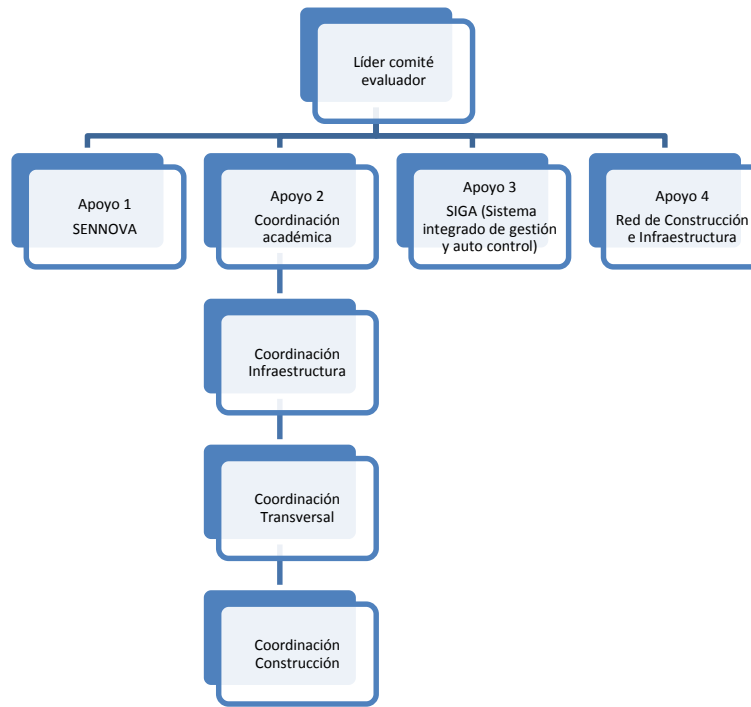 Líder comité
evaluador
Apoyo 1
SENNOVA
Apoyo 2
Coordinación
académica
Apoyo 3
SIGA (Sistema
integrado de gestión
y auto control)
Apoyo 4
Red de Construcción
e Infraestructura
Coordinación
Infraestructura
Coordinación
Transversal
Coordinación
Construcción